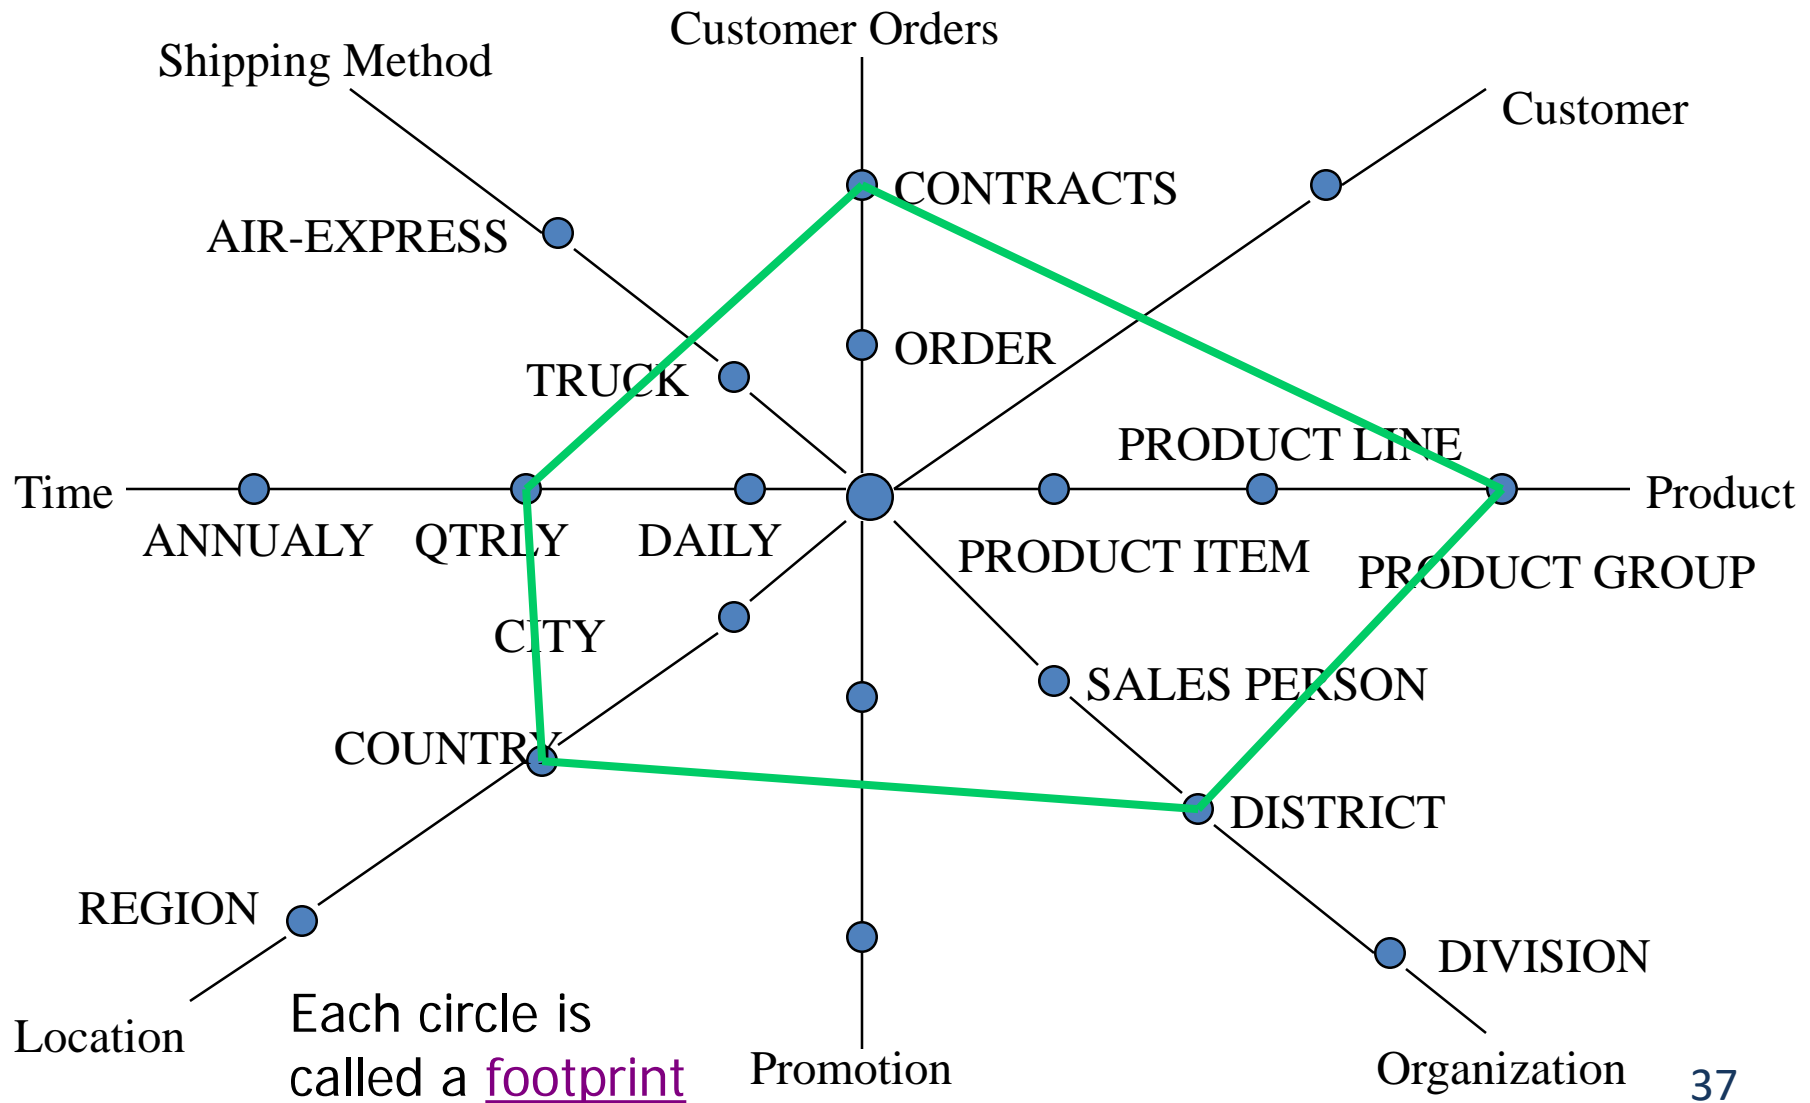 Customer Orders
Shipping Method
Customer
CONTRACTS
AIR-EXPRESS
ORDER
TRUCK
PRODUCT LINE
Time
Product
ANNUALY
QTRLY
DAILY
PRODUCT ITEM
PRODUCT GROUP
CITY
SALES PERSON
COUNTRY
DISTRICT
REGION
DIVISION
Location
Each circle is
called a footprint
Promotion
Organization
37